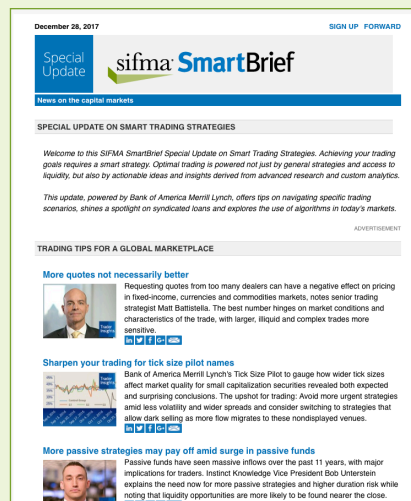 December 28, 2017
SIGN UP FORWARD
Special
Update
sifma SmartBrief
News on the capital markets
SPECIAL UPDATE ON SMART TRADING STRATEGIES
Welcome to this SIFMA SmartBrief Special Update on Smart Trading Strategies. Achieving your trading
goals requires a smart strategy. Optimal trading is powered not just by general strategies and access to
liquidity, but also by actionable ideas and insights derived from advanced research and custom analytics.
This update, powered by Bank of America Merrill Lynch, offers tips on navigating specific trading
scenarios, shines a spotlight on syndicated loans and explores the use of algorithms in today's markets.
ADVERTISEMENT
TRADING TIPS FOR A GLOBAL MARKETPLACE
More quotes not necessarily better
Requesting quotes from too many dealers can have a negative effect on pricing
in fixed-income, currencies and commodities markets, notes senior trading
strategist Matt Battistella. The best number hinges on market conditions and
characteristics of the trade, with larger, illiquid and complex trades more
sensitive.
Trader
Insights
in f G+
Sharpen your trading for tick size pilot names
Bank of America Merrill Lynch's Tick Size Pilot to gauge how wider tick sizes
affect market quality for small capitalization securities revealed both expected
and surprising conclusions. The upshot for trading: Avoid more urgent strategies
amid less volatility and wider spreads and consider switching to strategies that
allow dark selling as more flow migrates to these nondisplayed venues.
Trader
Insights
in f G+
More passive strategies may pay off amid surge in passive funds
Passive funds have seen massive inflows over the past 11 years, with major
implications for traders. Instinct Knowledge Vice President Bob Unterstein
explains the need now for more passive strategies and higher duration risk while
noting that liquidity opportunities are more likely to be found nearer the close.
Trader
Insights